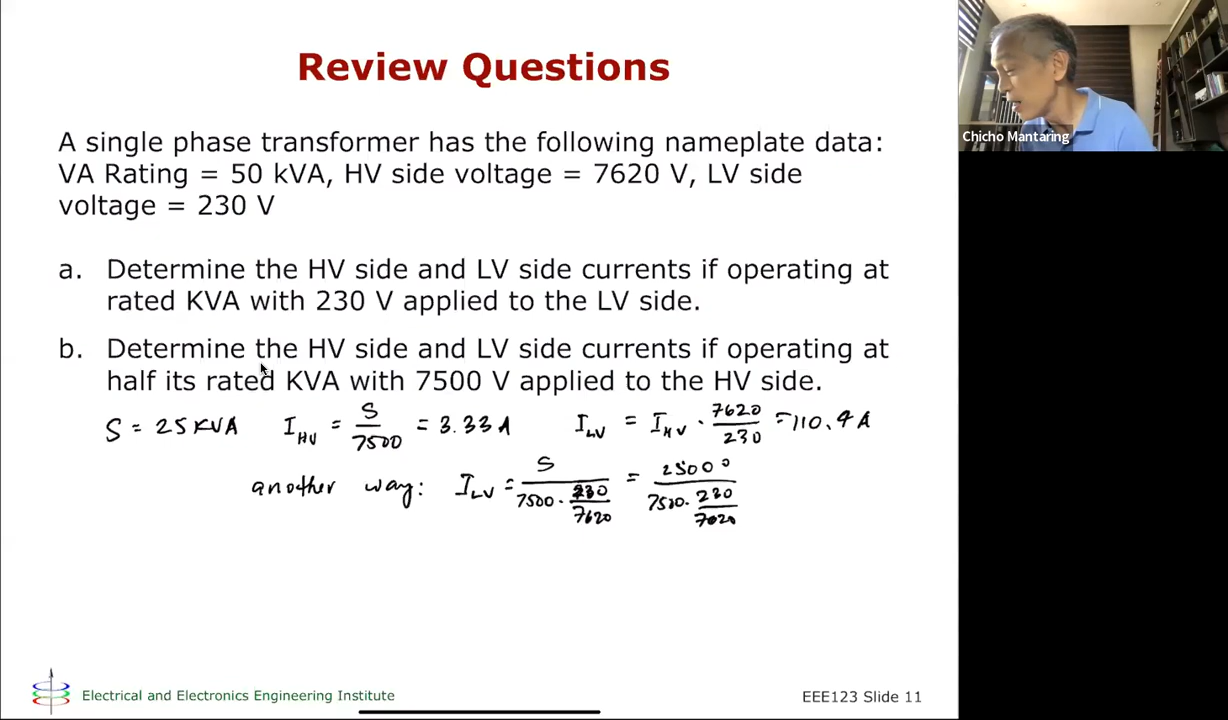 Review Questions
Chicho Mantaring
A single phase transformer has the following nameplate data:
VA Rating = 50 kVA, HV side voltage = 7620 V, LV side
voltage = 230 V
a. Determine the HV side and LV side currents if operating at
rated KVA with 230 V applied to the LV side.
b. Determine the HV side and LV side currents if operating at
half its rated KVA with 7500 V applied to the HV side.
S = 25 KVA I_HV = S/7500 = 3.33 A I_LV = I_HV · 7620/230 = 110.4 A
another way: I_LV = S/(7500 · 230/7620) = 25000/(7500 · 230/7620)
Electrical and Electronics Engineering Institute
EEE123 Slide 11